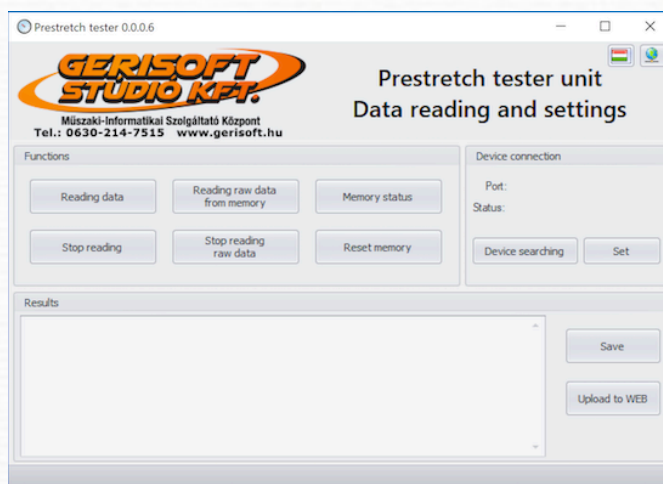 Prestretch tester 0.0.0.6
GERISOFT
STÚDIÓ KFT.
Műszaki-Informatikai Szolgáltató Központ
Tel.: 0630-214-7515 www.gerisoft.hu
Prestretch tester unit
Data reading and settings
Functions
Reading data
Reading raw data
from memory
Memory status
Stop reading
Stop reading
raw data
Reset memory
Device connection
Port:
Status:
Device searching
Set
Results
Save
Upload to WEB